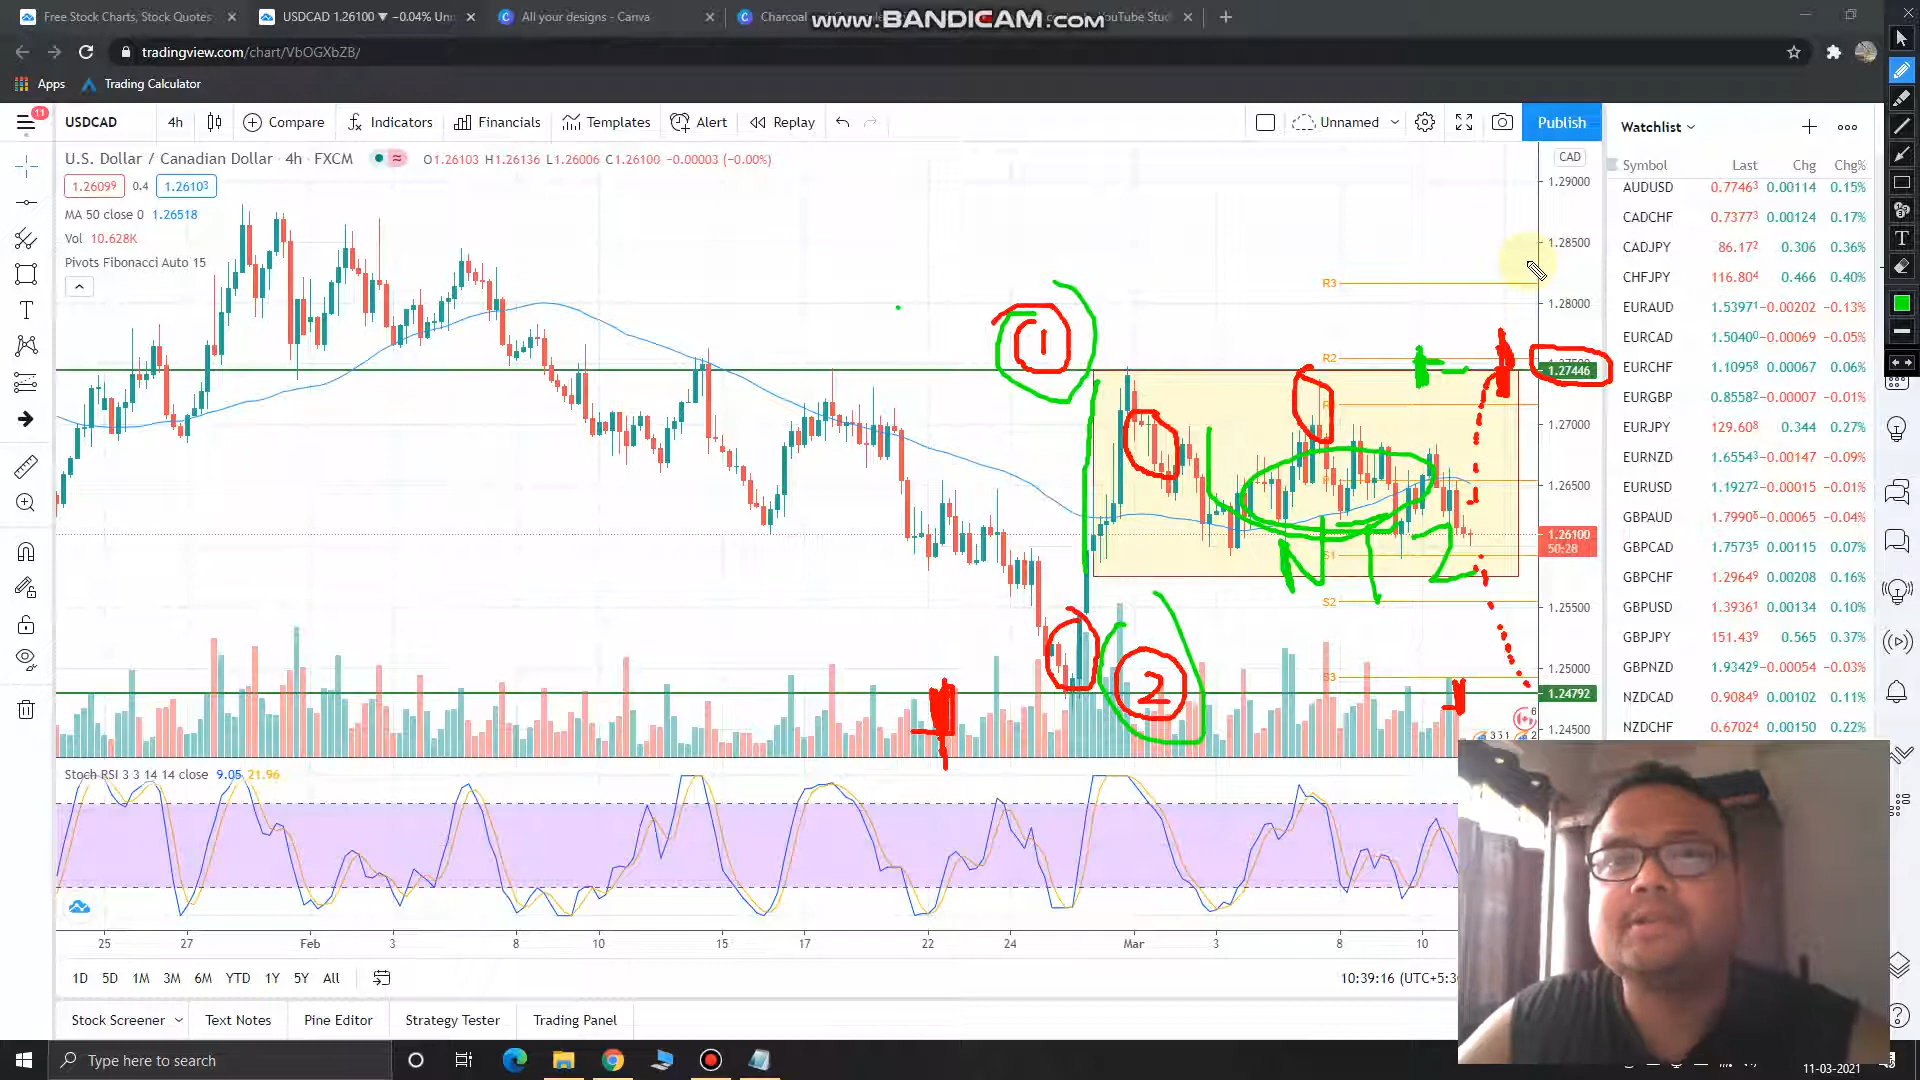 Free Stock Charts, Stock Quotes
USDCAD 1.26100 ▼ −0.04% Un
All your designs - Canva
Charcoal
YouTube Stud
www.BANDICAM.com
tradingview.com/chart/VbOGXbZB/
Apps
Trading Calculator
11
USDCAD
4h
Compare
Indicators
Financials
Templates
Alert
Replay
Unnamed
Publish
Watchlist
U.S. Dollar / Canadian Dollar · 4h · FXCM
O1.26103 H1.26136 L1.26006 C1.26100 −0.00003 (−0.00%)
1.26099 0.4 1.26103
MA 50 close 0 1.26518
Vol 10.628K
Pivots Fibonacci Auto 15
CAD
1.29000
1.28500
1.28000
1.27446
1.27000
1.26500
1.26100
50:28
1.25500
1.25000
1.24792
1.24500
R3
R2
P
S1
S2
S3
1
2
NTZ
Symbol Last Chg Chg%
AUDUSD 0.77463 0.00114 0.15%
CADCHF 0.73773 0.00124 0.17%
CADJPY 86.172 0.306 0.36%
CHFJPY 116.804 0.466 0.40%
EURAUD 1.53971 −0.00202 −0.13%
EURCAD 1.50400 −0.00069 −0.05%
EURCHF 1.10958 0.00067 0.06%
EURGBP 0.85582 −0.00007 −0.01%
EURJPY 129.608 0.344 0.27%
EURNZD 1.65543 −0.00147 −0.09%
EURUSD 1.19272 −0.00015 −0.01%
GBPAUD 1.79905 −0.00065 −0.04%
GBPCAD 1.75735 0.00115 0.07%
GBPCHF 1.29649 0.00208 0.16%
GBPUSD 1.39361 0.00134 0.10%
GBPJPY 151.439 0.565 0.37%
GBPNZD 1.93429 −0.00054 −0.03%
NZDCAD 0.90849 0.00102 0.11%
NZDCHF 0.67024 0.00150 0.22%
Stoch RSI 3 3 14 14 close 9.05 21.96
25 27 Feb 3 8 10 15 17 22 24 Mar 3 8 10
1D 5D 1M 3M 6M YTD 1Y 5Y All
10:39:16 (UTC+5:3
Stock Screener
Text Notes
Pine Editor
Strategy Tester
Trading Panel
Type here to search
11-03-2021